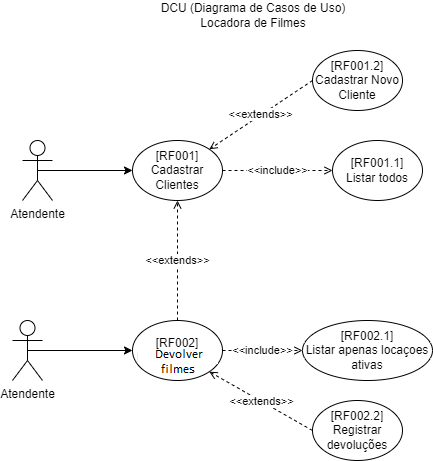 DCU (Diagrama de Casos de Uso)
Locadora de Filmes
[RF001.2]
Cadastrar Novo
Cliente
<<extends>>
[RF001]
Cadastrar
Clientes
<<include>>
[RF001.1]
Listar todos
Atendente
<<extends>>
[RF002]
Devolver
filmes
<<include>>
[RF002.1]
Listar apenas locaçoes
ativas
Atendente
<<extends>>
[RF002.2]
Registrar
devoluções